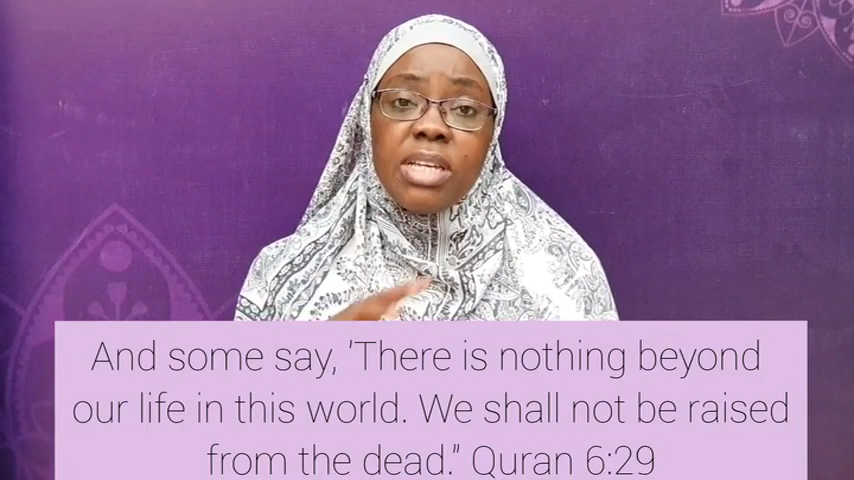 And some say, 'There is nothing beyond
our life in this world. We shall not be raised
from the dead.” Quran 6:29